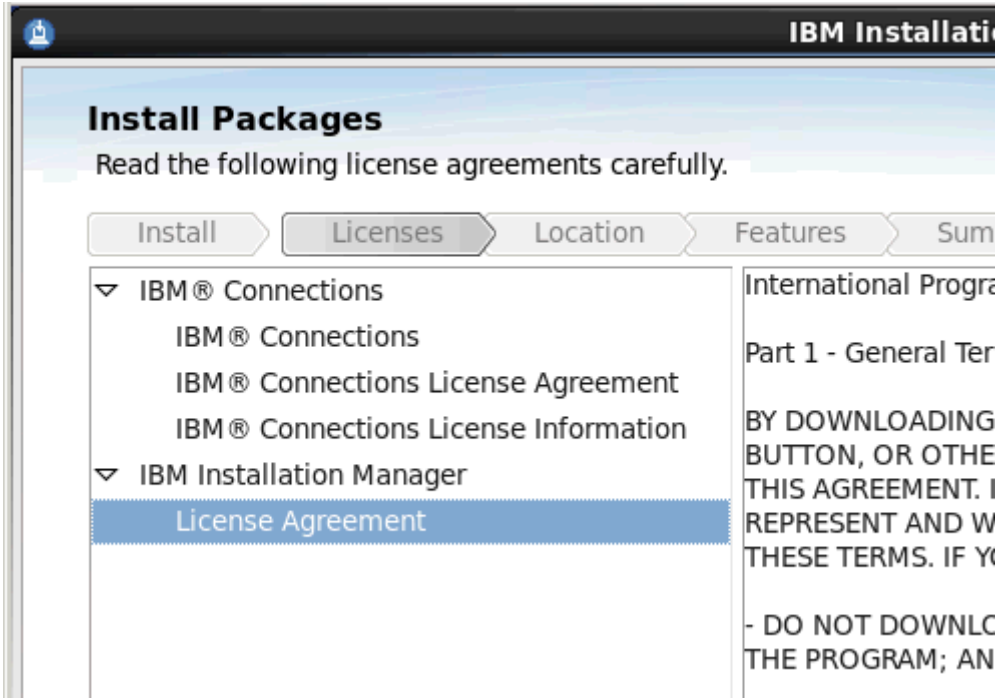 IBM Installati
Install Packages
Read the following license agreements carefully.
Install Licenses Location Features Sum
IBM® Connections
IBM® Connections
IBM® Connections License Agreement
IBM® Connections License Information
IBM Installation Manager
License Agreement
International Progra
Part 1 - General Ter
BY DOWNLOADING
BUTTON, OR OTHE
THIS AGREEMENT. I
REPRESENT AND W
THESE TERMS. IF YO
- DO NOT DOWNLO
THE PROGRAM; AN